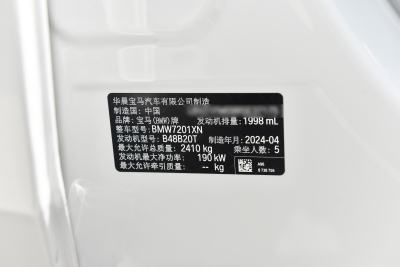 华晨宝马汽车有限公司制造
制造国: 中国
品牌: 宝马(BMW)牌 发动机排量: 1998 mL
整车型号: BMW7201XN
发动机型号: B48B20T 制造年月: 2024-04
最大允许总质量: 2410 kg 乘坐人数: 5
发动机最大净功率: 190 kW
最大允许牵引质量: -- kg